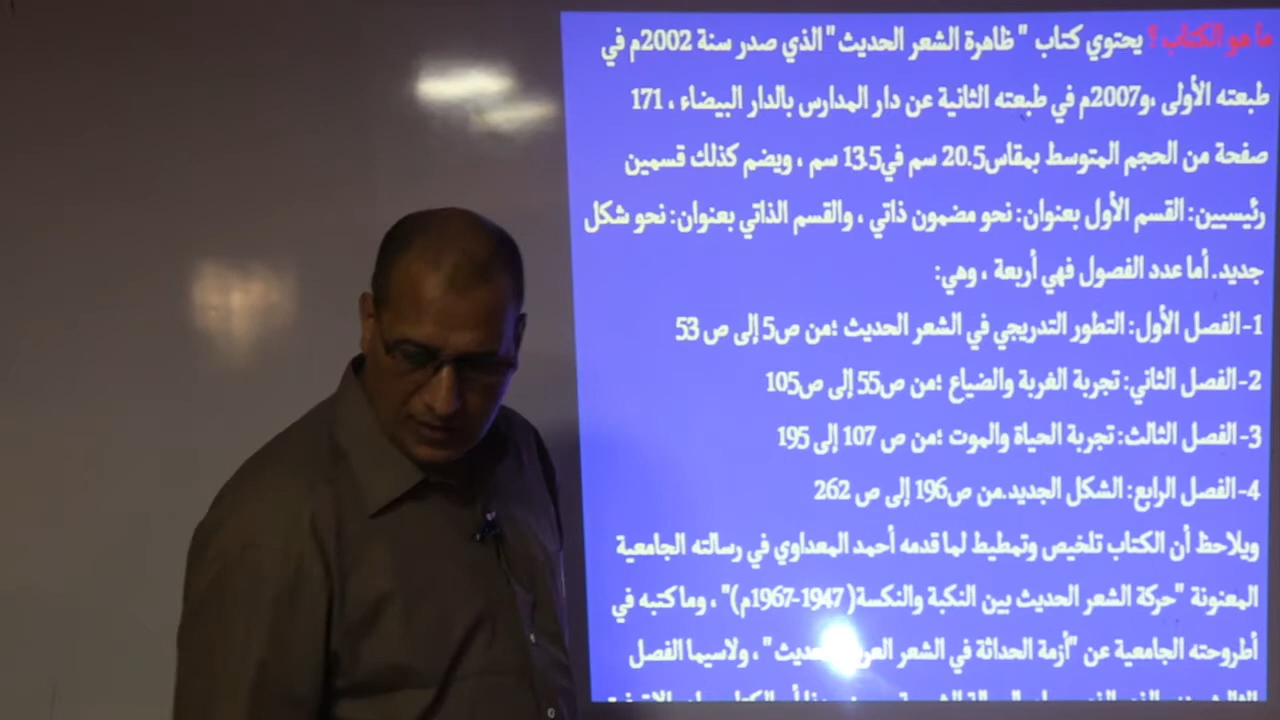 ما هو الكتاب؟ يحتوي كتاب "ظاهرة الشعر الحديث" الذي صدر سنة 2002م في
طبعته الأولى ،و2007م في طبعته الثانية عن دار المدارس بالدار البيضاء ، 171
صفحة من الحجم المتوسط بمقاس20.5 سم في13.5 سم ، ويضم كذلك قسمين
رئيسيين: القسم الأول بعنوان: نحو مضمون ذاتي ، والقسم الذاتي بعنوان: نحو شكل
جديد. أما عدد الفصول فهي أربعة ، وهي:
1-الفصل الأول: التطور التدريجي في الشعر الحديث ؛من ص5 إلى ص 53
2-الفصل الثاني: تجربة الغربة والضياع ؛من ص55 إلى ص105
3-الفصل الثالث: تجربة الحياة والموت ؛من ص 107 إلى 195
4-الفصل الرابع: الشكل الجديد.من ص196 إلى ص 262
ويلاحظ أن الكتاب تلخيص وتمطيط لما قدمه أحمد المعداوي في رسالته الجامعية
المعنونة "حركة الشعر الحديث بين النكبة والنكسة( 1947-1967م)" ، وما كتبه في
أطروحته الجامعية عن "أزمة الحداثة في الشعر العربي الحديث" ، ولاسيما الفصل